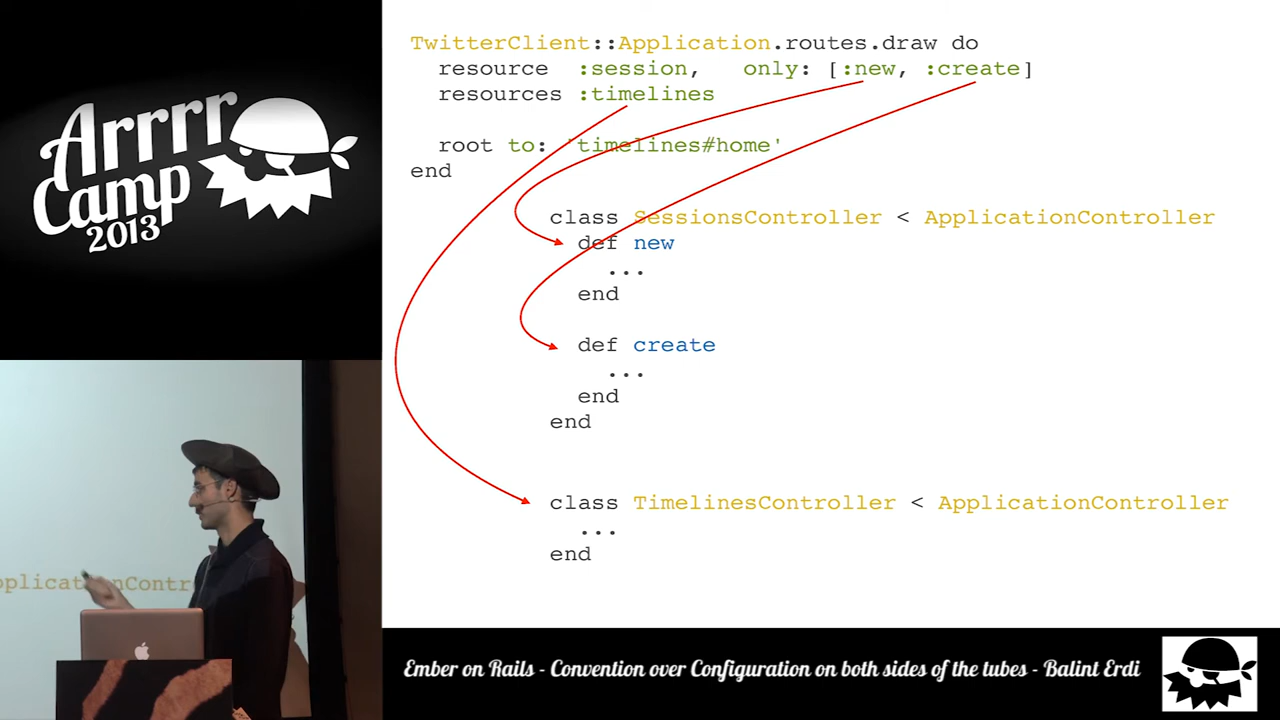 Arrrr
Camp
2013
TwitterClient::Application.routes.draw do
resource :session, only: [:new, :create]
resources :timelines
root to: 'timelines#home'
end
class SessionsController < ApplicationController
def new
...
end
def create
...
end
end
class TimelinesController < ApplicationController
...
end
pplicationContr
Ember on Rails - Convention over Configuration on both sides of the tubes - Balint Erdi